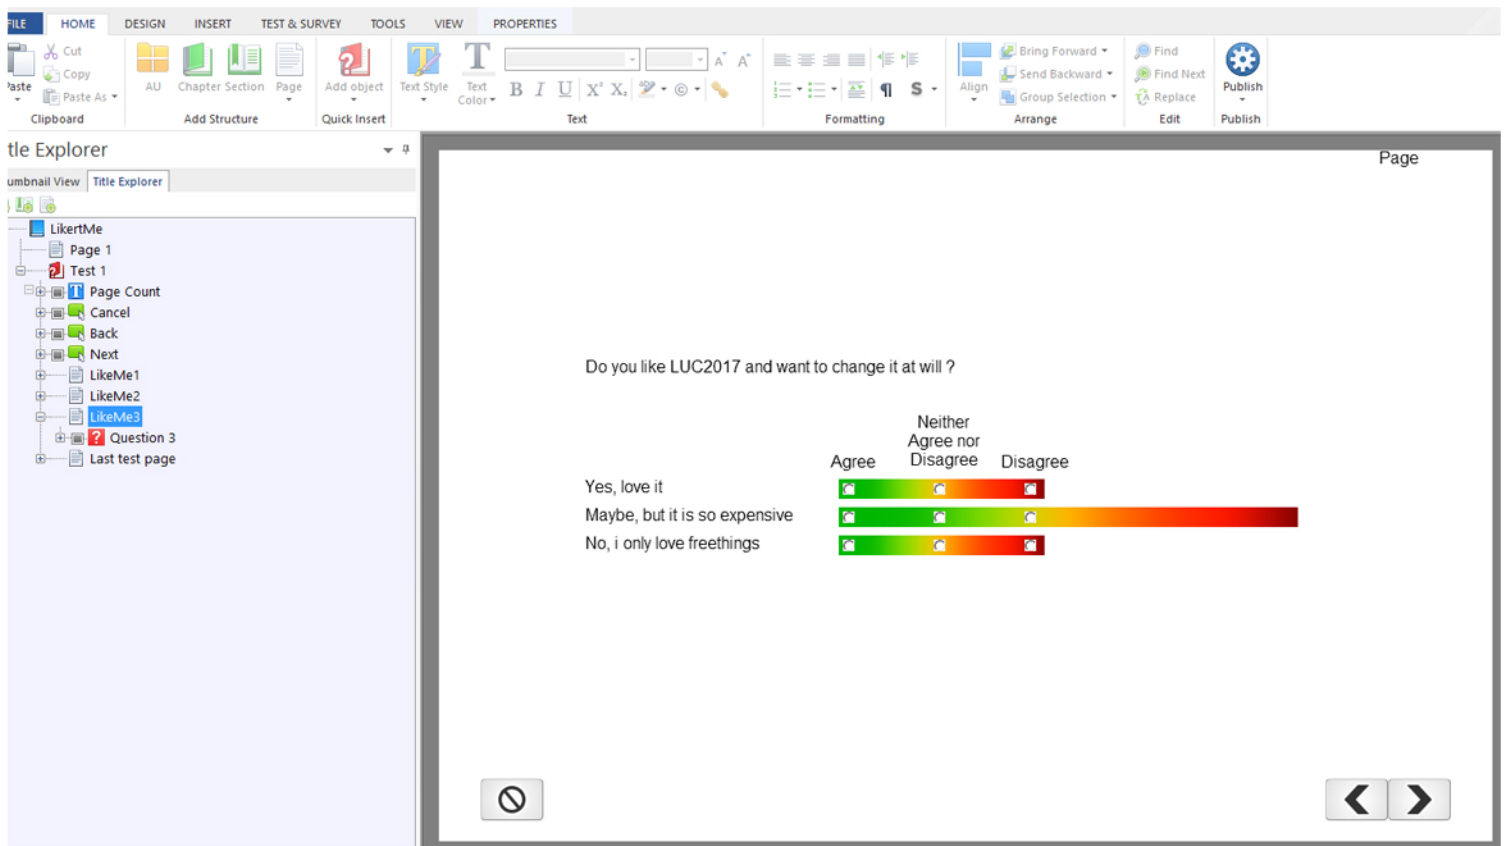 FILE HOME DESIGN INSERT TEST & SURVEY TOOLS VIEW PROPERTIES
Cut
Copy
Paste As
Paste
Clipboard
AU Chapter Section Page
Add Structure
Add object
Quick Insert
Text Style Text Color
B I U X² X₂ ©
Text
¶ S
Formatting
Align
Bring Forward
Send Backward
Group Selection
Arrange
Find
Find Next
Replace
Edit
Publish
Publish
tle Explorer
umbnail View Title Explorer
LikertMe
Page 1
Test 1
Page Count
Cancel
Back
Next
LikeMe1
LikeMe2
LikeMe3
Question 3
Last test page
Page
Do you like LUC2017 and want to change it at will ?
Agree
Neither
Agree nor
Disagree
Disagree
Yes, love it
Maybe, but it is so expensive
No, i only love freethings